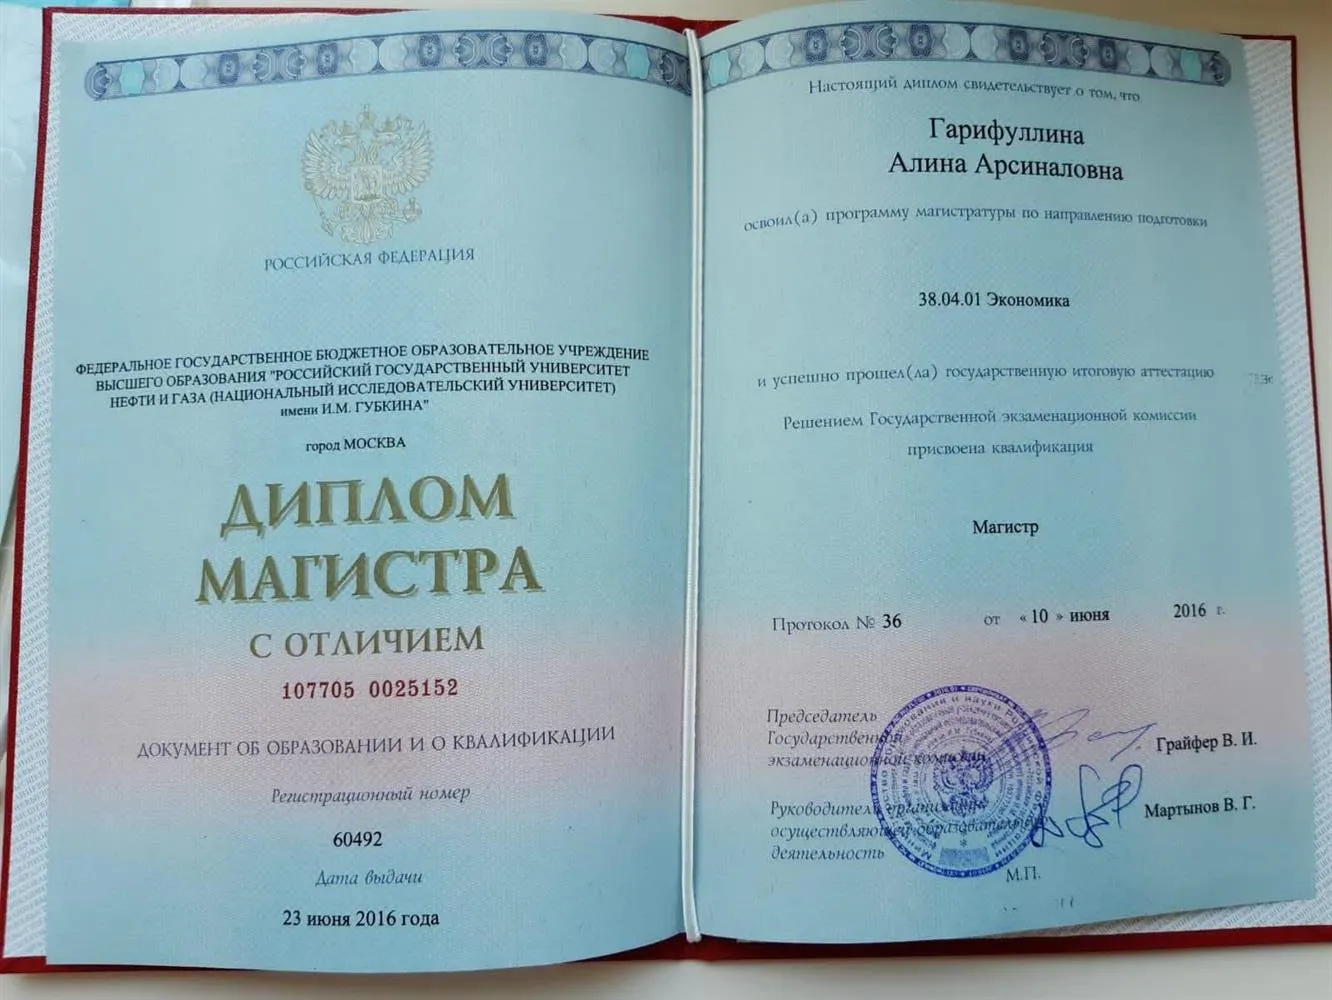 РОССИЙСКАЯ ФЕДЕРАЦИЯ
ФЕДЕРАЛЬНОЕ ГОСУДАРСТВЕННОЕ БЮДЖЕТНОЕ ОБРАЗОВАТЕЛЬНОЕ УЧРЕЖДЕНИЕ
ВЫСШЕГО ОБРАЗОВАНИЯ "РОССИЙСКИЙ ГОСУДАРСТВЕННЫЙ УНИВЕРСИТЕТ
НЕФТИ И ГАЗА (НАЦИОНАЛЬНЫЙ ИССЛЕДОВАТЕЛЬСКИЙ УНИВЕРСИТЕТ)
имени И.М. ГУБКИНА"
город МОСКВА
ДИПЛОМ
МАГИСТРА
С ОТЛИЧИЕМ
107705 0025152
ДОКУМЕНТ ОБ ОБРАЗОВАНИИ И О КВАЛИФИКАЦИИ
Регистрационный номер
60492
Дата выдачи
23 июня 2016 года
Настоящий диплом свидетельствует о том, что
Гарифуллина
Алина Арсиналовна
освоил(а) программу магистратуры по направлению подготовки
38.04.01 Экономика
и успешно прошел(ла) государственную итоговую аттестацию
Решением Государственной экзаменационной комиссии
присвоена квалификация
Магистр
Протокол № 36 от « 10 » июня 2016 г.
Председатель
Государственной
экзаменационной комиссии
Грайфер В. И.
Руководитель организации,
осуществляющей образовательную
деятельность
Мартынов В. Г.
М.П.